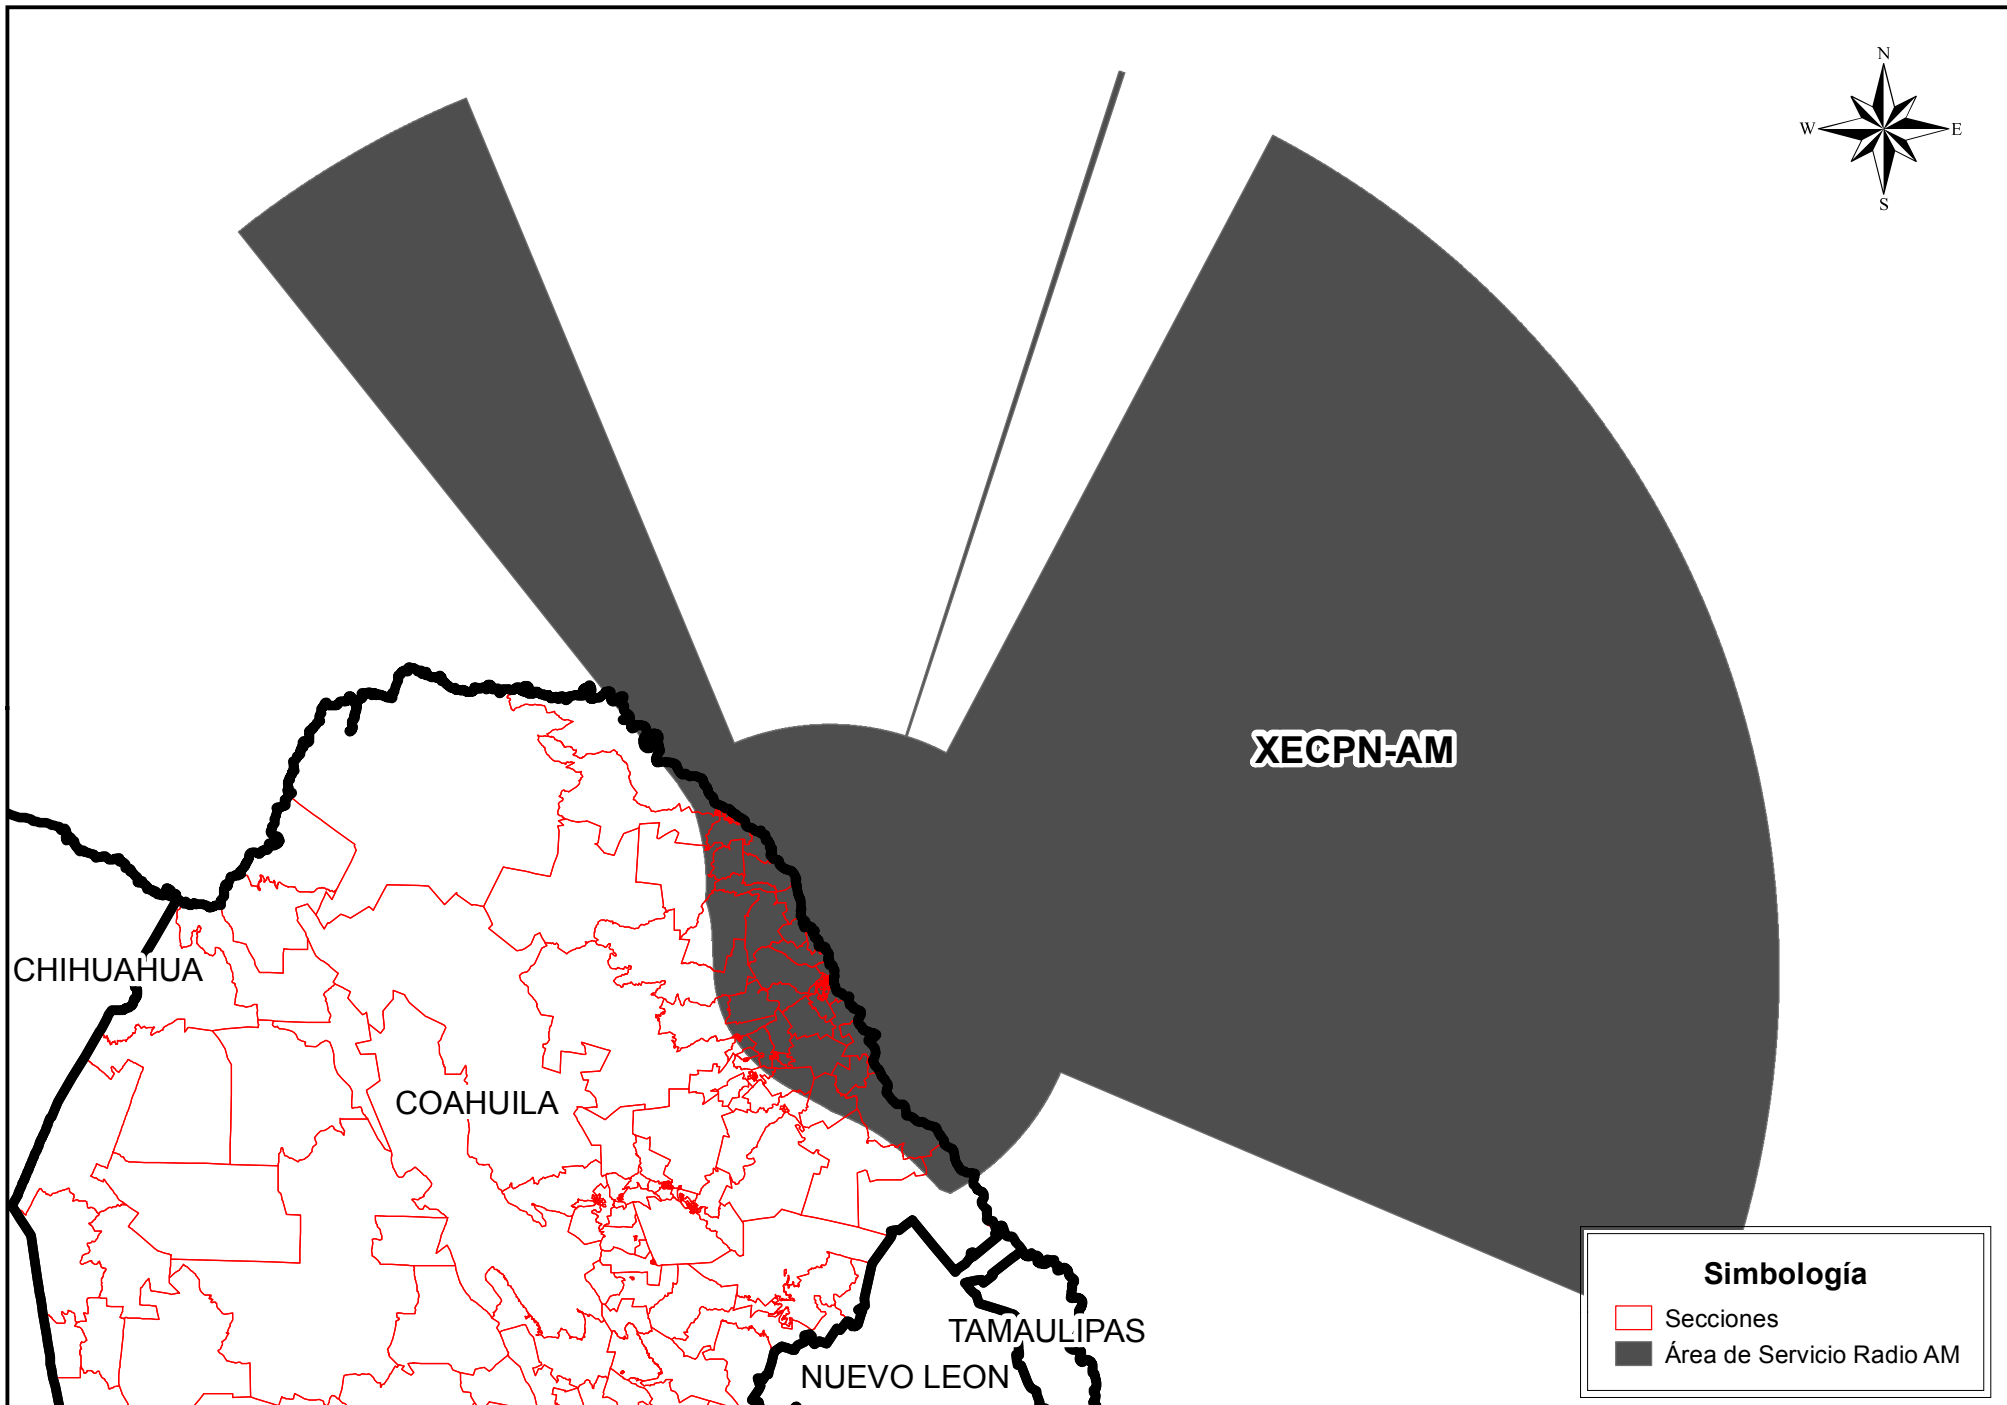 N
W E
S
XECPN-AM
CHIHUAHUA
COAHUILA
TAMAULIPAS
NUEVO LEON
Simbología
Secciones
Área de Servicio Radio AM